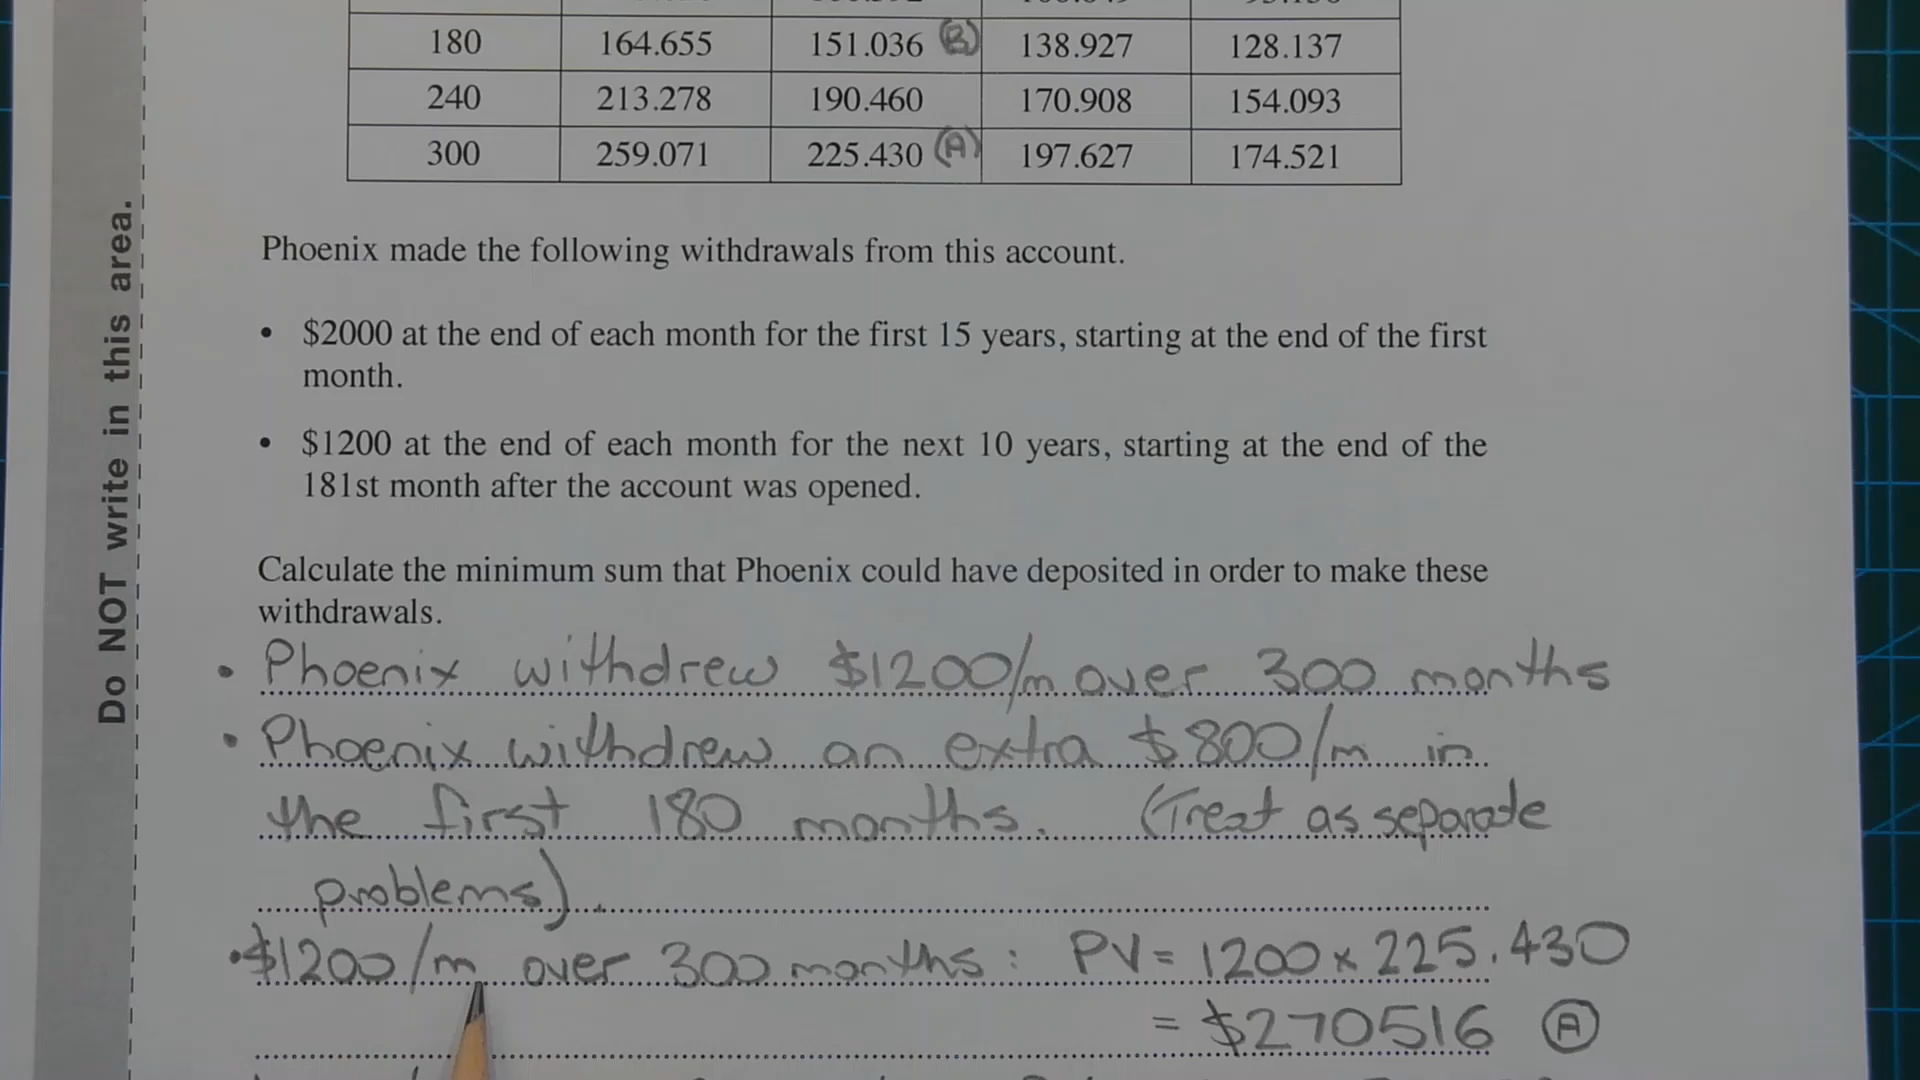 180 164.655 151.036 (B) 138.927 128.137
240 213.278 190.460 170.908 154.093
300 259.071 225.430 (A) 197.627 174.521
Do NOT write in this area.
Phoenix made the following withdrawals from this account.
• $2000 at the end of each month for the first 15 years, starting at the end of the first
month.
• $1200 at the end of each month for the next 10 years, starting at the end of the
181st month after the account was opened.
Calculate the minimum sum that Phoenix could have deposited in order to make these
withdrawals.
• Phoenix withdrew $1200/m over 300 months
• Phoenix withdrew an extra $800/m in
the first 180 months. (Treat as separate
problems).
• $1200/m over 300 months: PV = 1200 x 225.430
= $270516 (A)